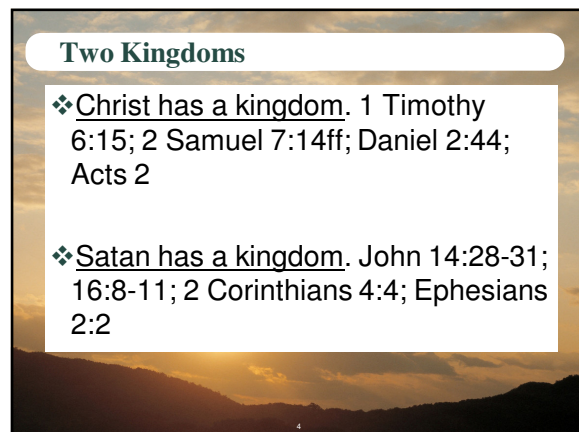 Two Kingdoms
❖Christ has a kingdom. 1 Timothy
6:15; 2 Samuel 7:14ff; Daniel 2:44;
Acts 2
❖Satan has a kingdom. John 14:28-31;
16:8-11; 2 Corinthians 4:4; Ephesians
2:2
4